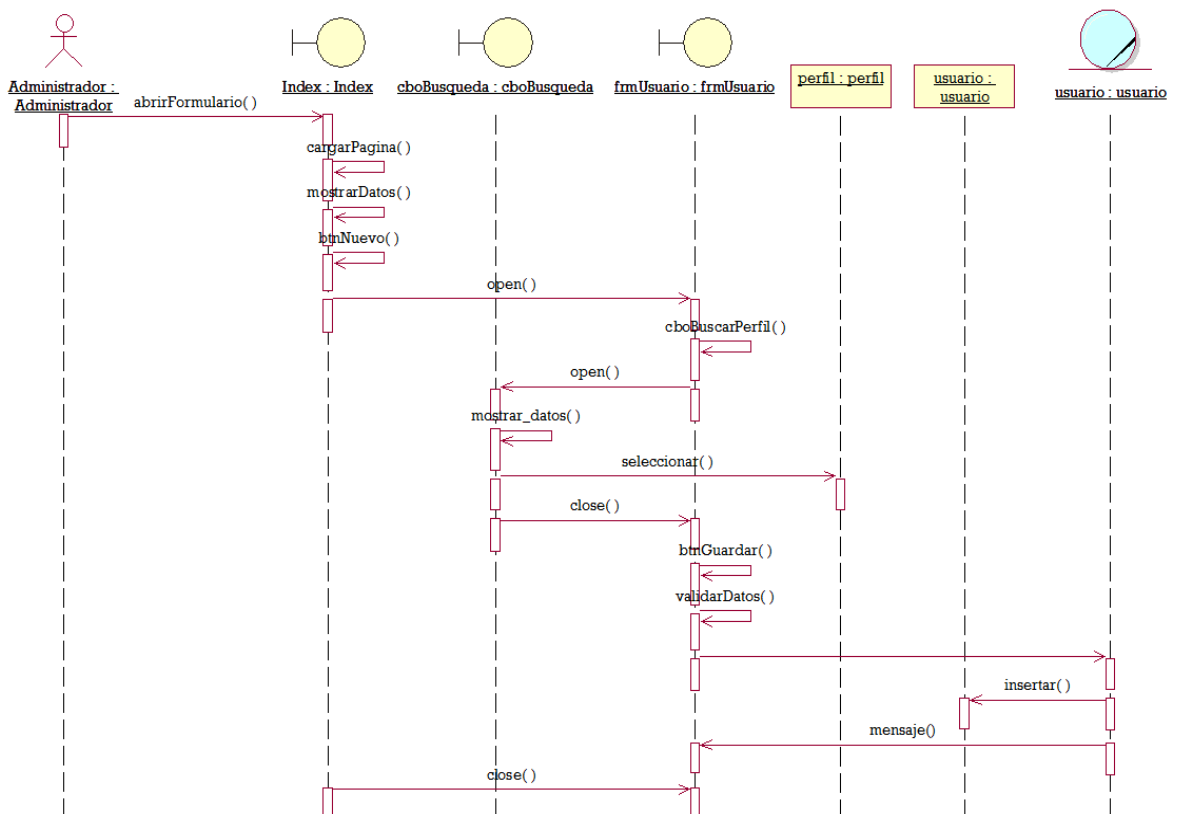 Administrador :
Administrador
Index : Index
cboBusqueda : cboBusqueda
frmUsuario : frmUsuario
perfil : perfil
usuario :
usuario
usuario : usuario
abrirFormulario( )
cargarPagina( )
mostrarDatos( )
btnNuevo( )
open( )
cboBuscarPerfil( )
open( )
mostrar_datos( )
seleccionar( )
close( )
btnGuardar( )
validarDatos( )
insertar( )
mensaje()
close( )